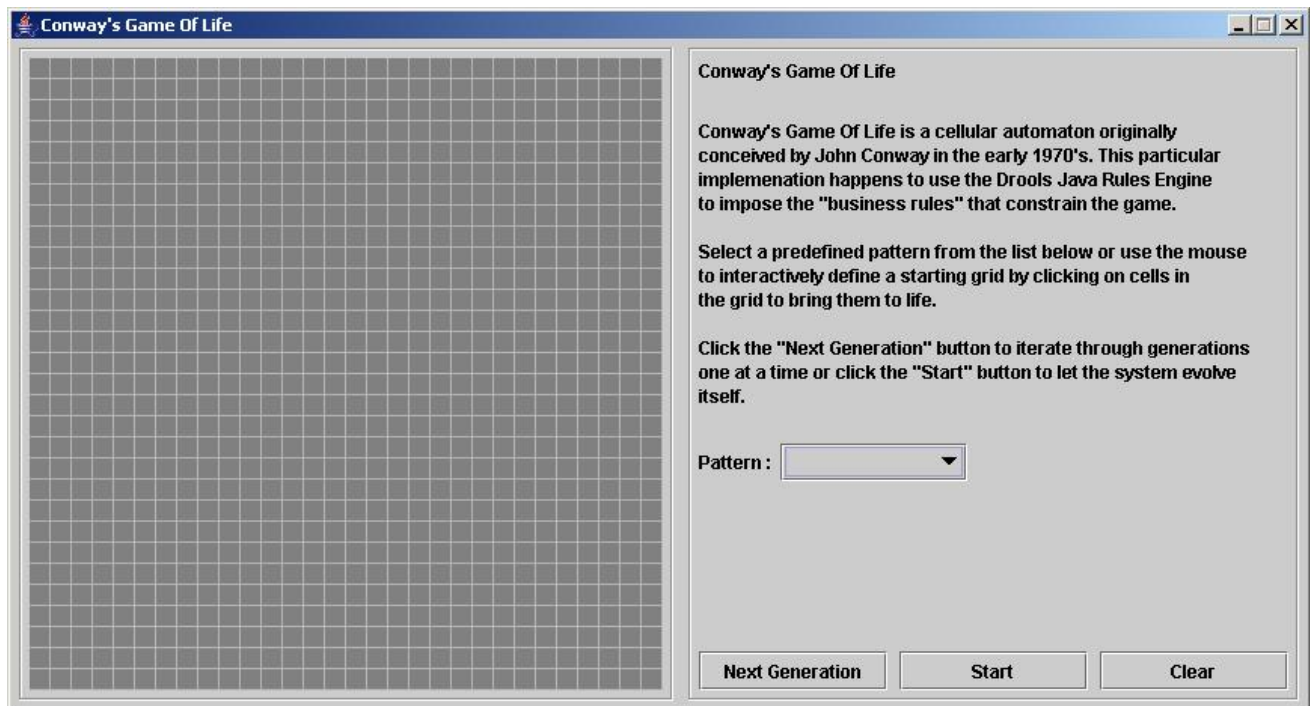 Conway's Game Of Life
Conway's Game Of Life
Conway's Game Of Life is a cellular automaton originally
conceived by John Conway in the early 1970's. This particular
implemenation happens to use the Drools Java Rules Engine
to impose the "business rules" that constrain the game.
Select a predefined pattern from the list below or use the mouse
to interactively define a starting grid by clicking on cells in
the grid to bring them to life.
Click the "Next Generation" button to iterate through generations
one at a time or click the "Start" button to let the system evolve
itself.
Pattern :
Next Generation Start Clear